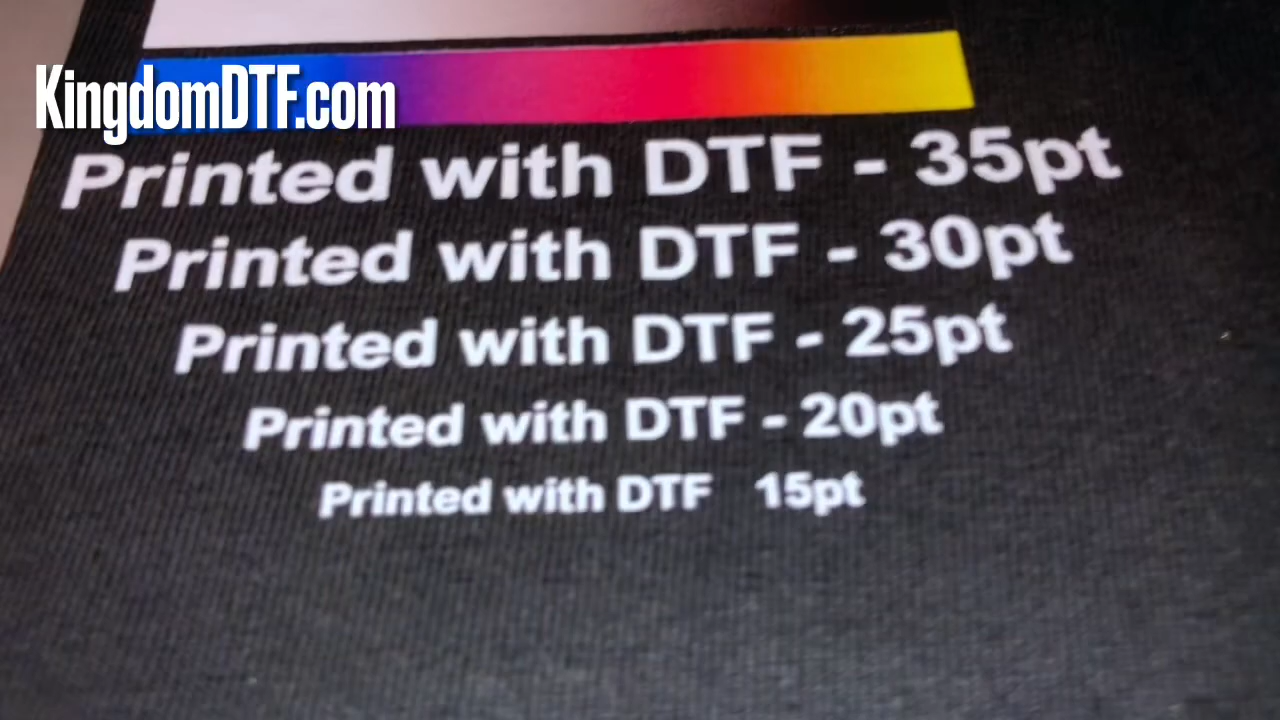 KingdomDTF.com
Printed with DTF - 35pt
Printed with DTF - 30pt
Printed with DTF - 25pt
Printed with DTF - 20pt
Printed with DTF 15pt